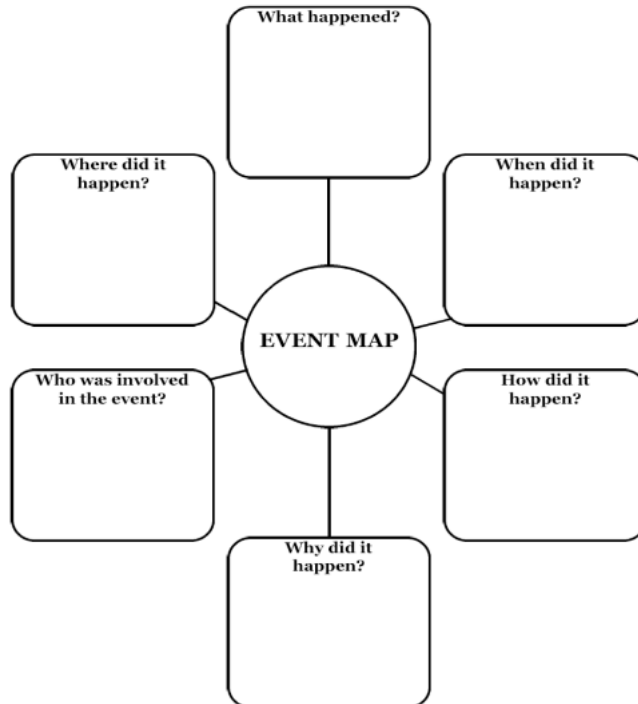 What happened?
Where did it
happen?
When did it
happen?
EVENT MAP
Who was involved
in the event?
How did it
happen?
Why did it
happen?